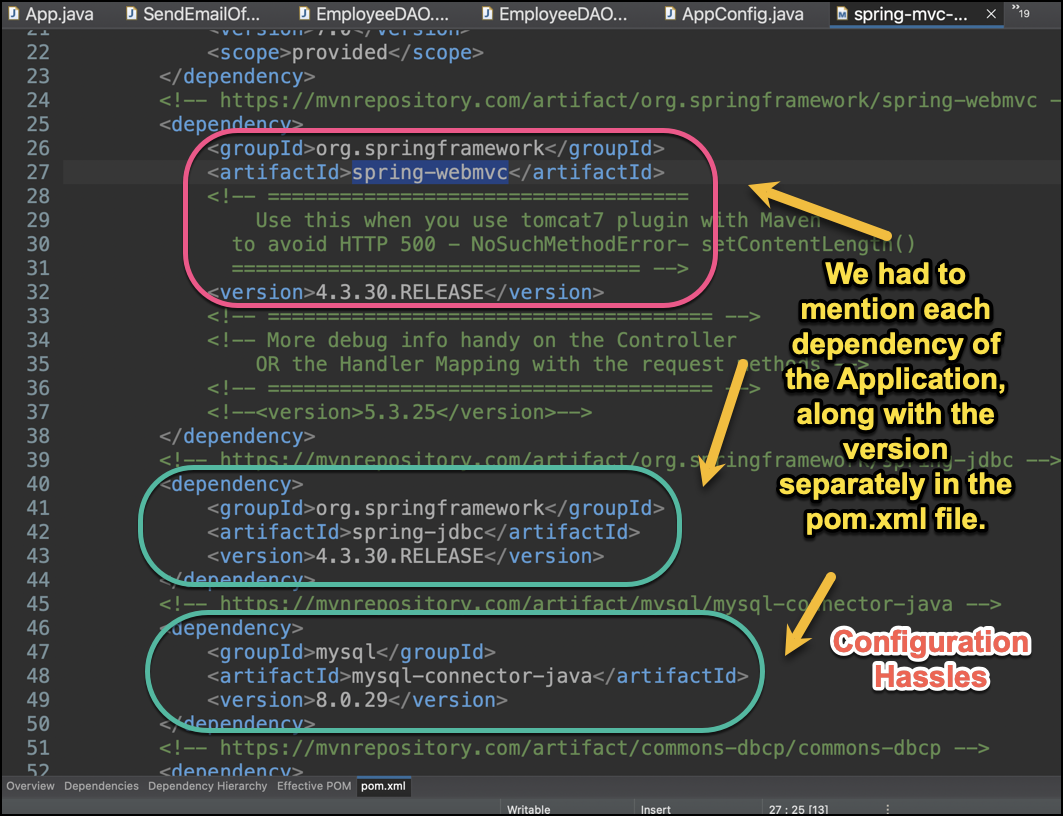 App.java SendEmailOf... EmployeeDAO.... EmployeeDAO... AppConfig.java spring-mvc-... × »19
21 <version>7.0</version>
22 <scope>provided</scope>
23 </dependency>
24 <!-- https://mvnrepository.com/artifact/org.springframework/spring-webmvc -
25 <dependency>
26 <groupId>org.springframework</groupId>
27 <artifactId>spring-webmvc</artifactId>
28 <!-- ===================================
29 Use this when you use tomcat7 plugin with Maven
30 to avoid HTTP 500 - NoSuchMethodError- setContentLength()
31 ================================== -->
32 <version>4.3.30.RELEASE</version>
33 <!-- ===================================== -->
34 <!-- More debug info handy on the Controller
35 OR the Handler Mapping with the request methods -->
36 <!-- ===================================== -->
37 <!--<version>5.3.25</version>-->
38 </dependency>
39 <!-- https://mvnrepository.com/artifact/org.springframework/spring-jdbc -->
40 <dependency>
41 <groupId>org.springframework</groupId>
42 <artifactId>spring-jdbc</artifactId>
43 <version>4.3.30.RELEASE</version>
44 </dependency>
45 <!-- https://mvnrepository.com/artifact/mysql/mysql-connector-java -->
46 <dependency>
47 <groupId>mysql</groupId>
48 <artifactId>mysql-connector-java</artifactId>
49 <version>8.0.29</version>
50 </dependency>
51 <!-- https://mvnrepository.com/artifact/commons-dbcp/commons-dbcp -->
52 <dependency>
We had to
mention each
dependency of
the Application,
along with the
version
separately in the
pom.xml file.
Configuration
Hassles
Overview Dependencies Dependency Hierarchy Effective POM pom.xml
Writable Insert 27 : 25 [13]